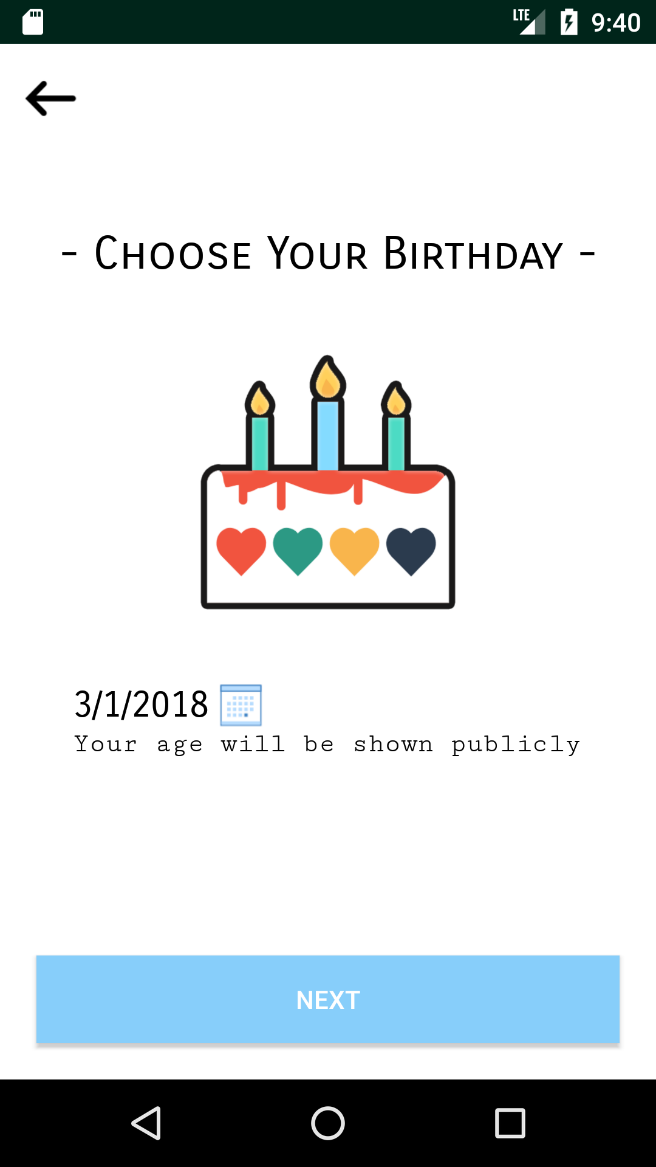 LTE 9:40
- Choose Your Birthday -
3/1/2018
Your age will be shown publicly
NEXT